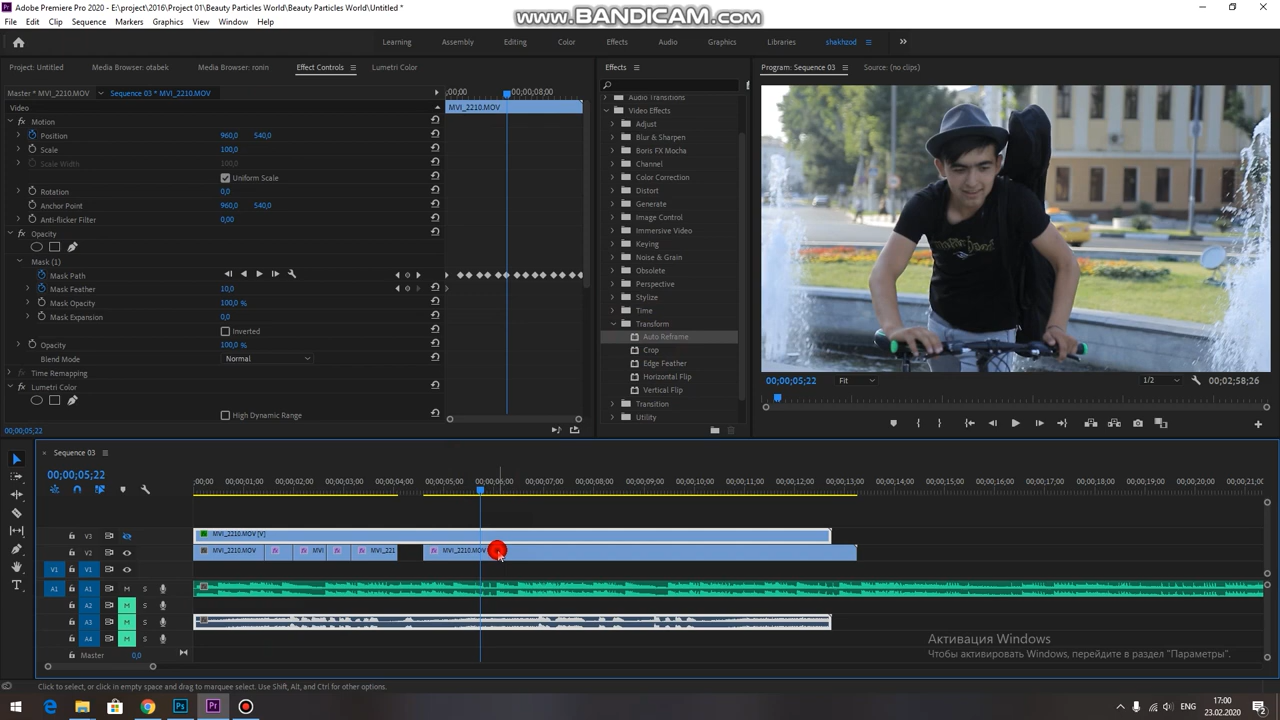 Adobe Premiere Pro 2020 - E:\project\2016\Project 01\Beauty Particles World\Beauty Particles World\Untitled *
www.BANDICAM.com
File Edit Clip Sequence Markers Graphics View Window Help
Learning Assembly Editing Color Effects Audio Graphics Libraries shakhzod
Project: Untitled Media Browser: otabek Media Browser: ronin Effect Controls Lumetri Color
Effects
Program: Sequence 03 Source: (no clips)
Master * MVI_2210.MOV Sequence 03 * MVI_2210.MOV
;00;00 00;00;08;00
Video
MVI_2210.MOV
Motion
Position 960,0 540,0
Scale 100,0
Scale Width 100,0
Uniform Scale
Rotation 0,0
Anchor Point 960,0 540,0
Anti-flicker Filter 0,00
Opacity
Mask (1)
Mask Path
Mask Feather 10,0
Mask Opacity 100,0 %
Mask Expansion 0,0
Inverted
Opacity 100,0 %
Blend Mode Normal
Time Remapping
Lumetri Color
High Dynamic Range
00;00;05;22
Audio Transitions
Video Effects
Adjust
Blur & Sharpen
Boris FX Mocha
Channel
Color Correction
Distort
Generate
Image Control
Immersive Video
Keying
Noise & Grain
Obsolete
Perspective
Stylize
Time
Transform
Auto Reframe
Crop
Edge Feather
Horizontal Flip
Vertical Flip
Transition
Utility
00;00;05;22 Fit 1/2 00;02;58;26
Sequence 03
00;00;05;22
;00;00 00;00;01;00 00;00;02;00 00;00;03;00 00;00;04;00 00;00;05;00 00;00;06;00 00;00;07;00 00;00;08;00 00;00;09;00 00;00;10;00 00;00;11;00 00;00;12;00 00;00;13;00 00;00;14;00 00;00;15;00 00;00;16;00 00;00;17;00 00;00;18;00 00;00;19;00 00;00;20;00 00;00;21;00
V3 MVI_2210.MOV [V]
V2 MVI_2210.MOV MVI MVI_221 MVI_2210.MOV
V1 V1
A1 A1 M S
A2 M S
A3 M S
A4 M S
Master 0,0
Активация Windows
Чтобы активировать Windows, перейдите в раздел "Параметры".
Click to select, or click in empty space and drag to marquee select. Use Shift, Alt, and Ctrl for other options.
Ps Pr
ENG
17:00
23.02.2020
2